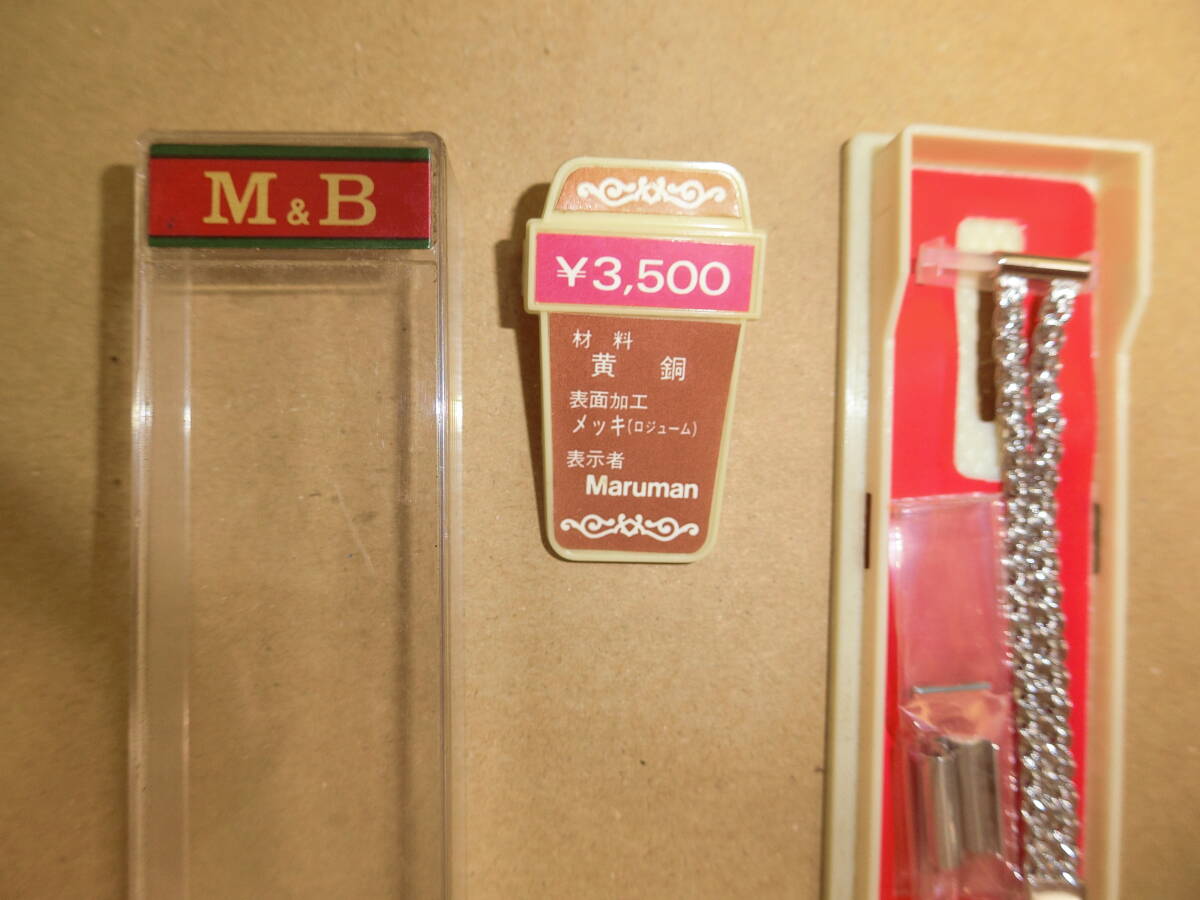 M & B
¥3,500
材料
黄銅
表面加工
メッキ(ロジューム)
表示者
Maruman